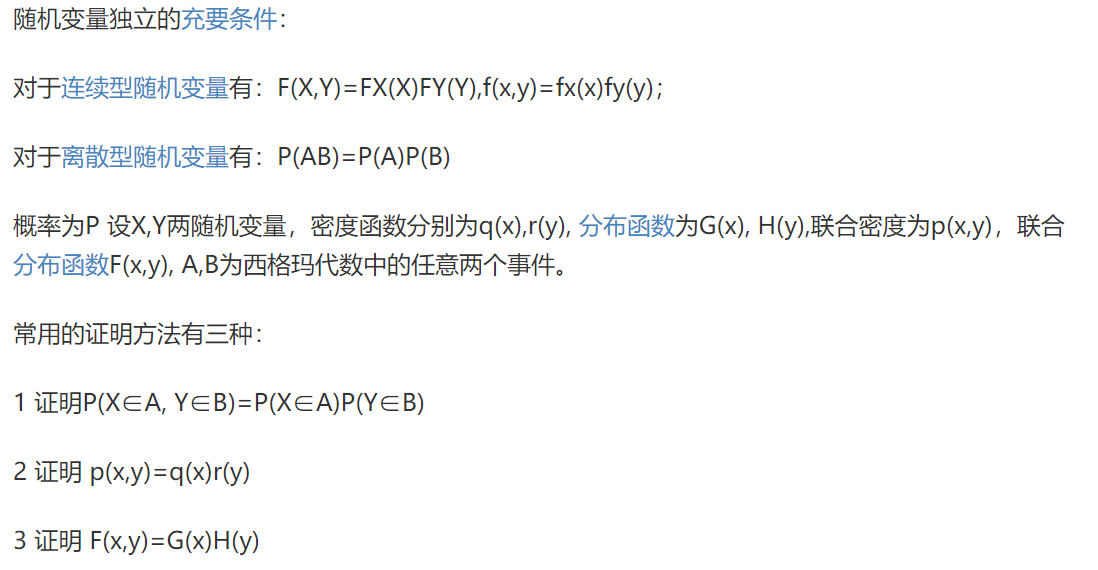 随机变量独立的充要条件：
对于连续型随机变量有：F(X,Y)=FX(X)FY(Y),f(x,y)=fx(x)fy(y)；
对于离散型随机变量有：P(AB)=P(A)P(B)
概率为P 设X,Y两随机变量，密度函数分别为q(x),r(y), 分布函数为G(x), H(y),联合密度为p(x,y)，联合
分布函数F(x,y), A,B为西格玛代数中的任意两个事件。
常用的证明方法有三种：
1 证明P(X∈A, Y∈B)=P(X∈A)P(Y∈B)
2 证明 p(x,y)=q(x)r(y)
3 证明 F(x,y)=G(x)H(y)